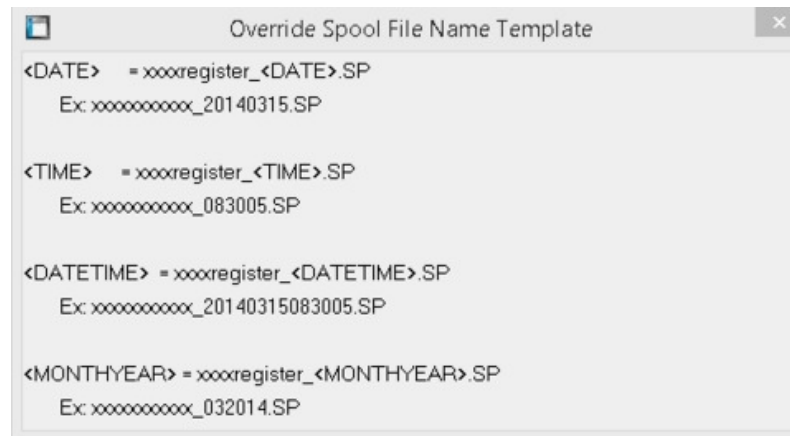 Override Spool File Name Template
<DATE> = xxxxregister_<DATE>.SP
Ex: xxxxxxxxxxxx_20140315.SP
<TIME> = xxxxregister_<TIME>.SP
Ex: xxxxxxxxxxxx_083005.SP
<DATETIME> = xxxxregister_<DATETIME>.SP
Ex: xxxxxxxxxxxx_20140315083005.SP
<MONTHYEAR> = xxxxregister_<MONTHYEAR>.SP
Ex: xxxxxxxxxxxx_032014.SP